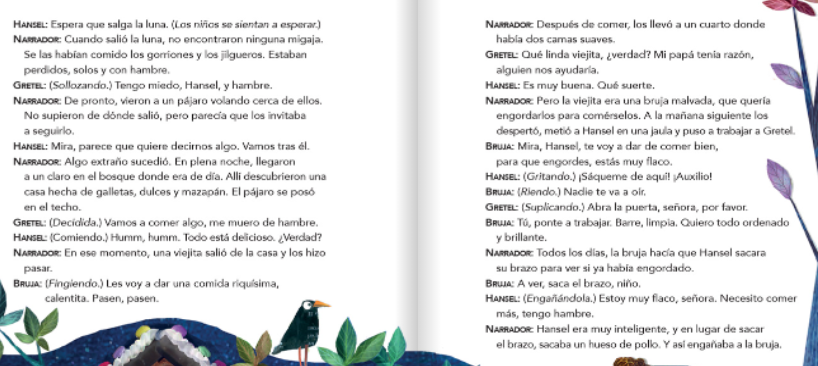 HANSEL: Espera que salga la luna. (Los niños se sientan a esperar.)
NARRADOR: Cuando salió la luna, no encontraron ninguna migaja.
Se las habían comido los gorriones y los jilgueros. Estaban
perdidos, solos y con hambre.
GRETEL: (Sollozando.) Tengo miedo, Hansel, y hambre.
NARRADOR: De pronto, vieron a un pájaro volando cerca de ellos.
No supieron de dónde salió, pero parecía que los invitaba
a seguirlo.
HANSEL: Mira, parece que quiere decirnos algo. Vamos tras él.
NARRADOR: Algo extraño sucedió. En plena noche, llegaron
a un claro en el bosque donde era de día. Allí descubrieron una
casa hecha de galletas, dulces y mazapán. El pájaro se posó
en el techo.
GRETEL: (Decidida.) Vamos a comer algo, me muero de hambre.
HANSEL: (Comiendo.) Humm, humm. Todo está delicioso. ¿Verdad?
NARRADOR: En ese momento, una viejita salió de la casa y los hizo
pasar.
BRUJA: (Fingiendo.) Les voy a dar una comida riquísima,
calentita. Pasen, pasen.
NARRADOR: Después de comer, los llevó a un cuarto donde
había dos camas suaves.
GRETEL: Qué linda viejita, ¿verdad? Mi papá tenía razón,
alguien nos ayudaría.
HANSEL: Es muy buena. Qué suerte.
NARRADOR: Pero la viejita era una bruja malvada, que quería
engordarlos para comérselos. A la mañana siguiente los
despertó, metió a Hansel en una jaula y puso a trabajar a Gretel.
BRUJA: Mira, Hansel, te voy a dar de comer bien,
para que engordes, estás muy flaco.
HANSEL: (Gritando.) ¡Sáqueme de aquí! ¡Auxilio!
BRUJA: (Riendo.) Nadie te va a oír.
GRETEL: (Suplicando.) Abra la puerta, señora, por favor.
BRUJA: Tú, ponte a trabajar. Barre, limpia. Quiero todo ordenado
y brillante.
NARRADOR: Todos los días, la bruja hacía que Hansel sacara
su brazo para ver si ya había engordado.
BRUJA: A ver, saca el brazo, niño.
HANSEL: (Engañándola.) Estoy muy flaco, señora. Necesito comer
más, tengo hambre.
NARRADOR: Hansel era muy inteligente, y en lugar de sacar
el brazo, sacaba un hueso de pollo. Y así engañaba a la bruja.